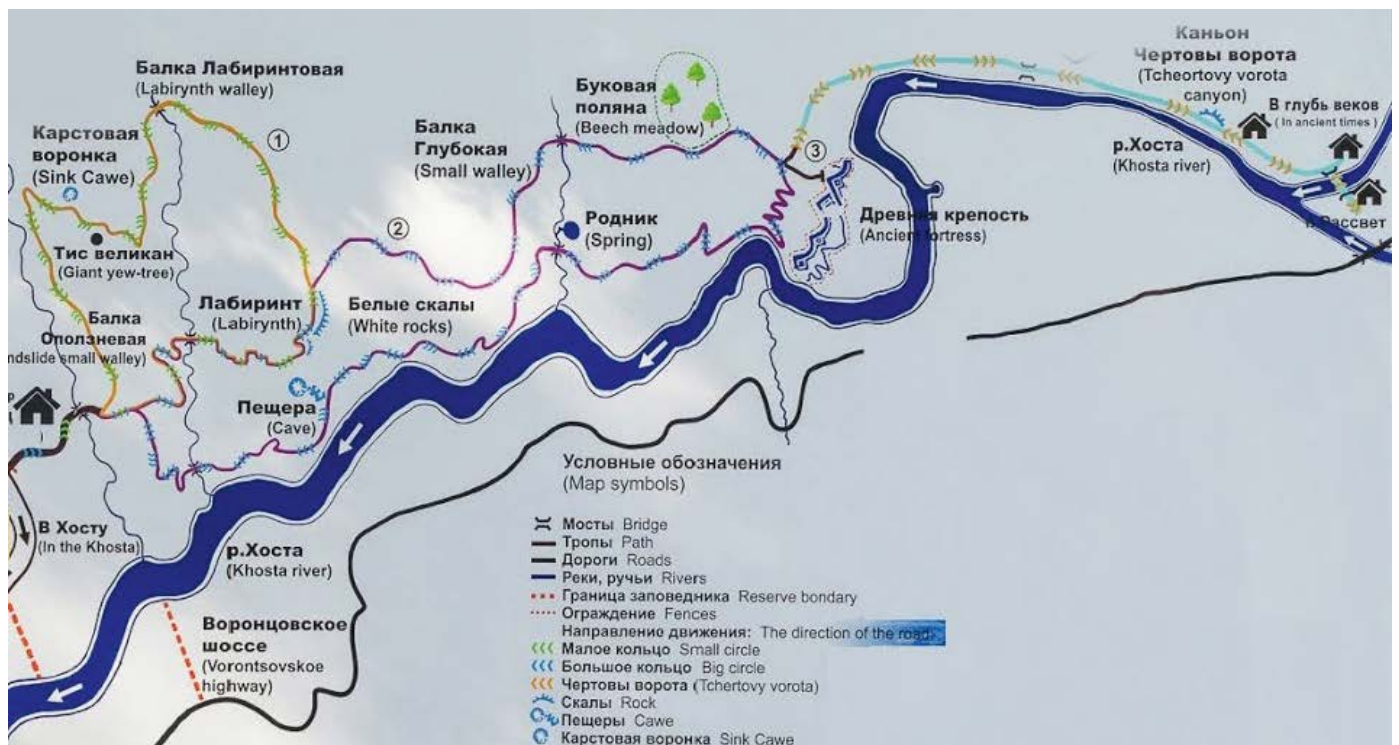 Балка Лабиринтовая
(Labirynth walley)
Карстовая
воронка
(Sink Cawe)
①
Тис великан
(Giant yew-tree)
Балка
Оползневая
ndslide small walley)
Лабиринт
(Labirynth)
Балка
Глубокая
(Small walley)
②
Белые скалы
(White rocks)
Пещера
(Cave)
Буковая
поляна
(Beech meadow)
Родник
(Spring)
③
Древняя крепость
(Ancient fortress)
Каньон
Чертовы ворота
(Tcheortovy vorota
canyon)
В глубь веков
( In ancient times )
р.Хоста
(Khosta river)
п.Рассвет
В Хосту
(In the Khosta)
р.Хоста
(Khosta river)
Воронцовское
шоссе
(Vorontsovskoe
highway)
Условные обозначения
(Map symbols)
Мосты Bridge
Тропы Path
Дороги Roads
Реки, ручьи Rivers
Граница заповедника Reserve bondary
Ограждение Fences
Направление движения: The direction of the road
Малое кольцо Small circle
Большое кольцо Big circle
Чертовы ворота (Tchertovy vorota)
Скалы Rock
Пещеры Cawe
Карстовая воронка Sink Cawe